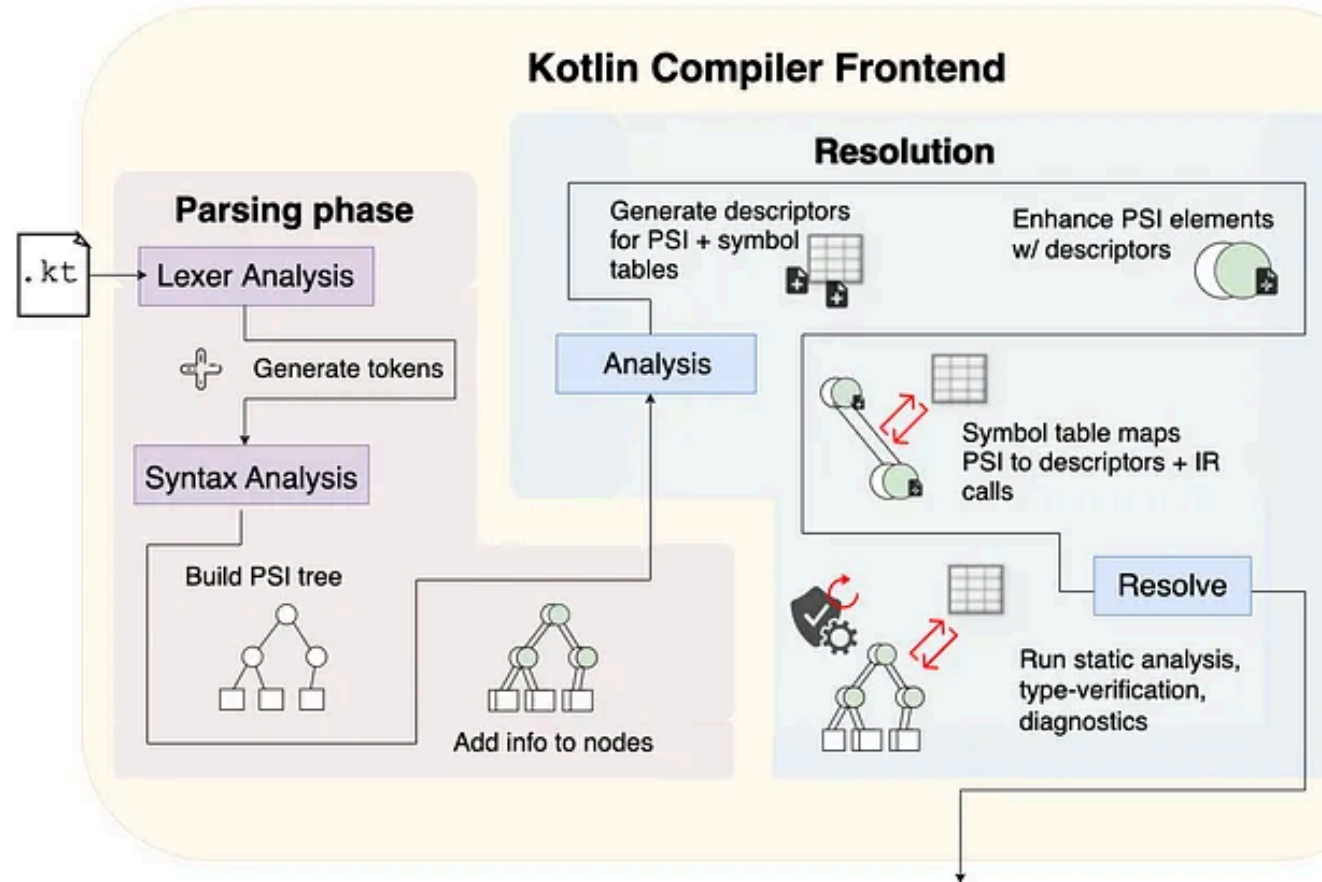 Kotlin Compiler Frontend
Parsing phase
.kt
Lexer Analysis
Generate tokens
Syntax Analysis
Build PSI tree
Add info to nodes
Resolution
Generate descriptors
for PSI + symbol
tables
Enhance PSI elements
w/ descriptors
Analysis
Symbol table maps
PSI to descriptors + IR
calls
Resolve
Run static analysis,
type-verification,
diagnostics